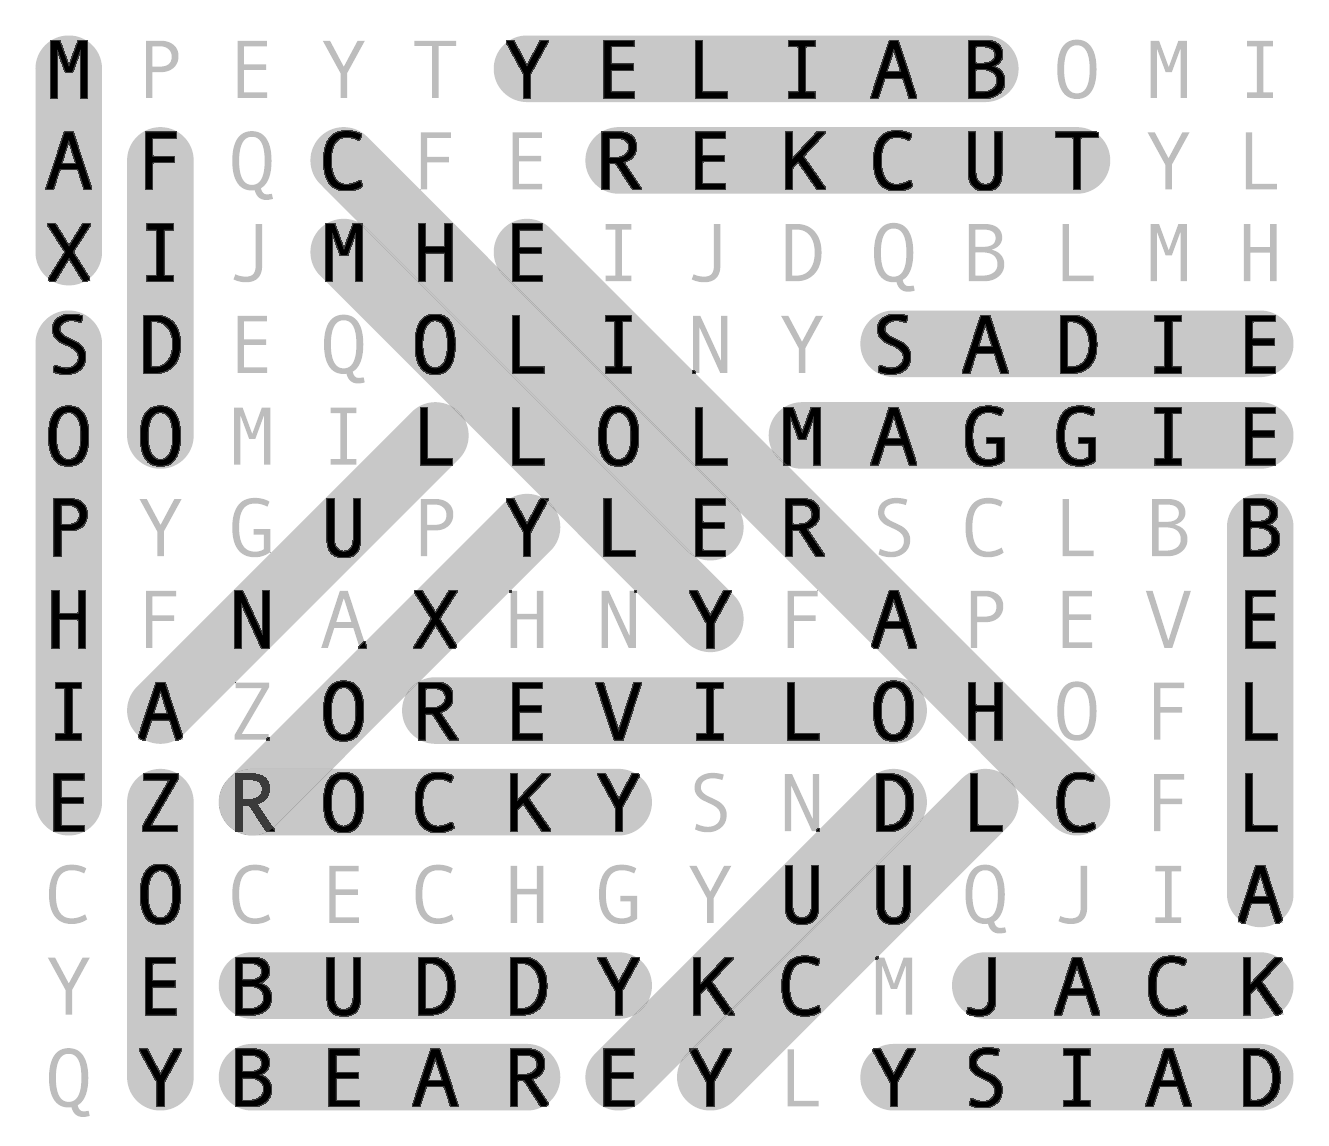 M P E Y T Y E L I A B O M I
A F Q C F E R E K C U T Y L
X I J M H E I J D Q B L M H
S D E Q O L I N Y S A D I E
O O M I L L O L M A G G I E
P Y G U P Y L E R S C L B B
H F N A X H N Y F A P E V E
I A Z O R E V I L O H O F L
E Z R O C K Y S N D L C F L
C O C E C H G Y U U Q J I A
Y E B U D D Y K C M J A C K
Q Y B E A R E Y L Y S I A D